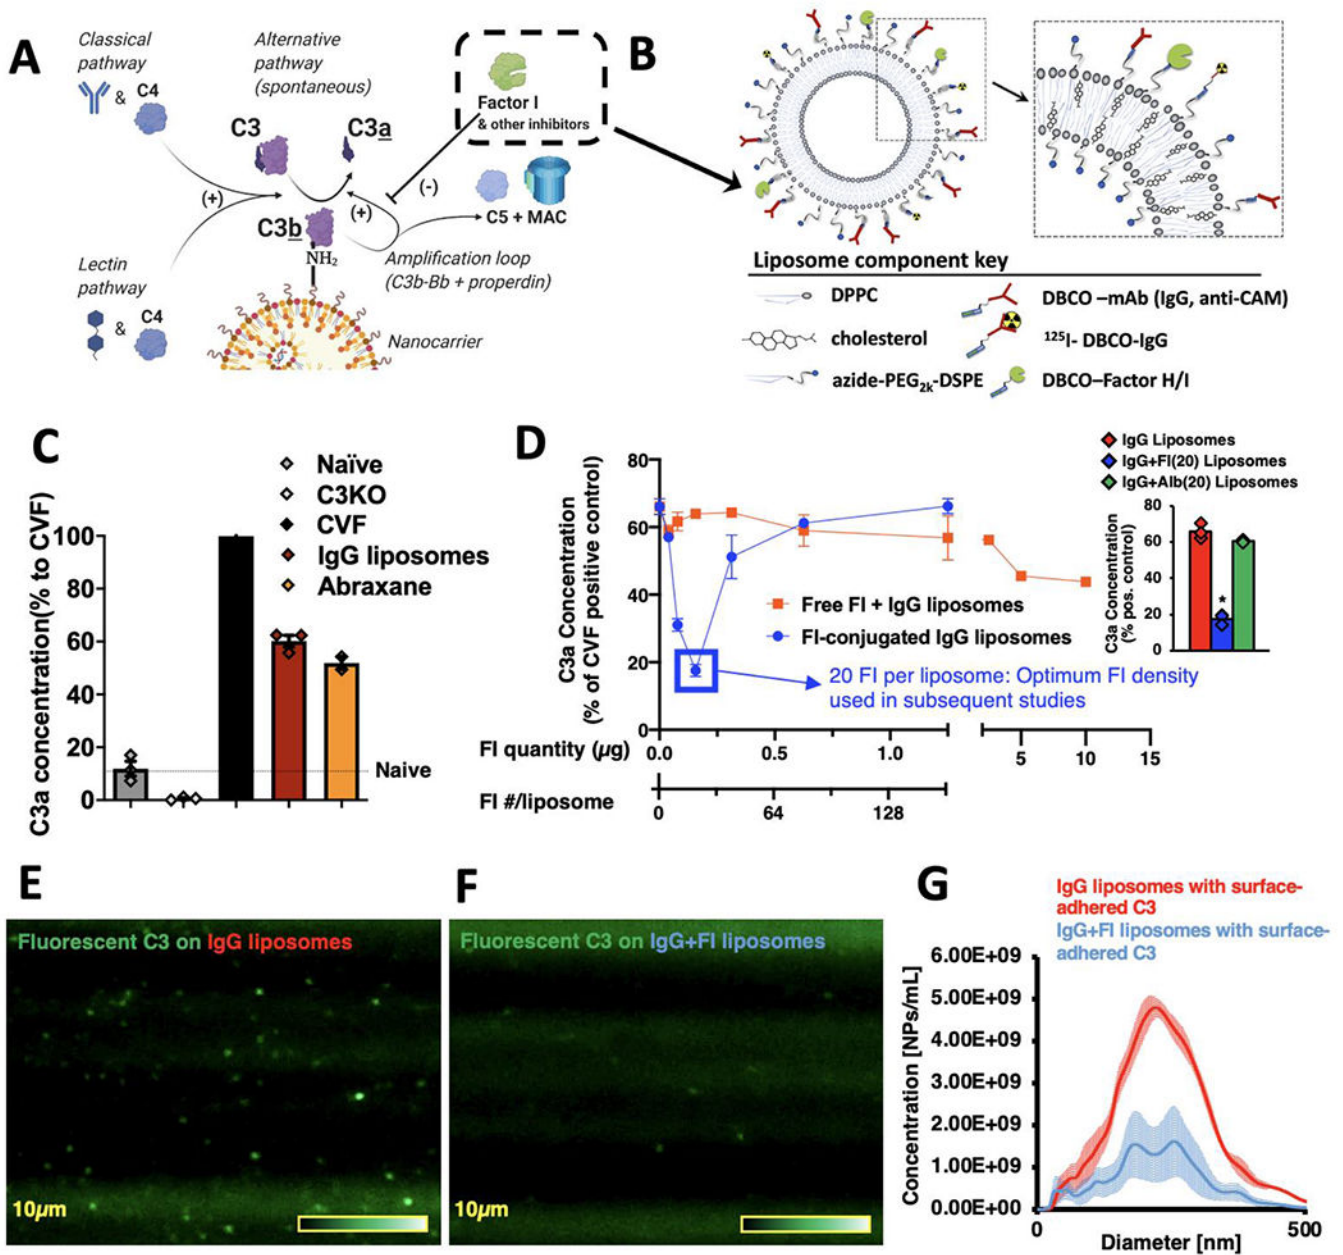 A
Classical
pathway
& C4
Alternative
pathway
(spontaneous)
C3
C3a
Factor I
& other inhibitors
(+)
(+)
(-)
C5 + MAC
C3b
NH2
Amplification loop
(C3b-Bb + properdin)
Lectin
pathway
& C4
Nanocarrier
B
Liposome component key
DPPC
DBCO –mAb (IgG, anti-CAM)
cholesterol
125I- DBCO-IgG
azide-PEG2k-DSPE
DBCO–Factor H/I
C
C3a concentration(% to CVF)
100
80
60
40
20
0
Naïve
C3KO
CVF
IgG liposomes
Abraxane
Naive
D
C3a Concentration
(% of CVF positive control)
80
60
40
20
0
Free FI + IgG liposomes
FI-conjugated IgG liposomes
20 FI per liposome: Optimum FI density
used in subsequent studies
FI quantity (µg)
0.0 0.5 1.0 5 10 15
FI #/liposome
0 64 128
IgG Liposomes
IgG+FI(20) Liposomes
IgG+Alb(20) Liposomes
C3a Concentration
(% pos. control)
80
60
40
20
0
*
E
Fluorescent C3 on IgG liposomes
10µm
F
Fluorescent C3 on IgG+FI liposomes
10µm
G
IgG liposomes with surface-
adhered C3
IgG+FI liposomes with surface-
adhered C3
Concentration [NPs/mL]
6.00E+09
5.00E+09
4.00E+09
3.00E+09
2.00E+09
1.00E+09
0.00E+00
0 500
Diameter [nm]